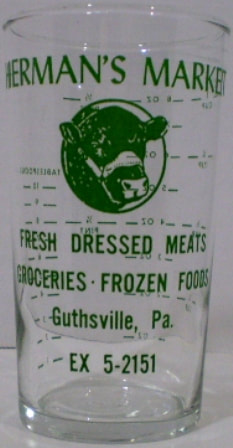 HERMAN'S MARKET
FRESH DRESSED MEATS
GROCERIES · FROZEN FOODS
Guthsville, Pa.
EX 5-2151